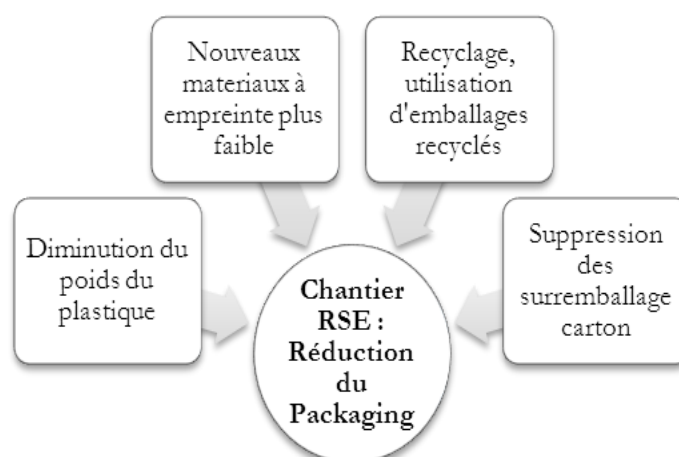 Nouveaux
materiaux à
empreinte plus
faible
Recyclage,
utilisation
d'emballages
recyclés
Diminution du
poids du
plastique
Suppression
des
surremballage
carton
Chantier
RSE :
Réduction
du
Packaging